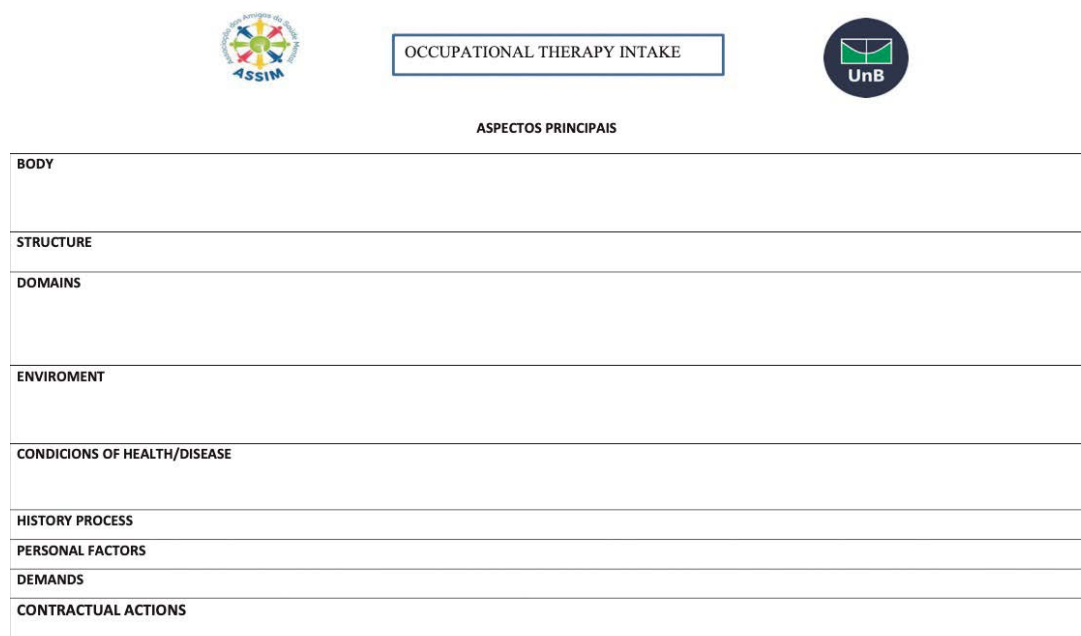 Associação dos Amigos da Saúde Mental
ASSIM
OCCUPATIONAL THERAPY INTAKE
UnB
ASPECTOS PRINCIPAIS
BODY
STRUCTURE
DOMAINS
ENVIROMENT
CONDICIONS OF HEALTH/DISEASE
HISTORY PROCESS
PERSONAL FACTORS
DEMANDS
CONTRACTUAL ACTIONS